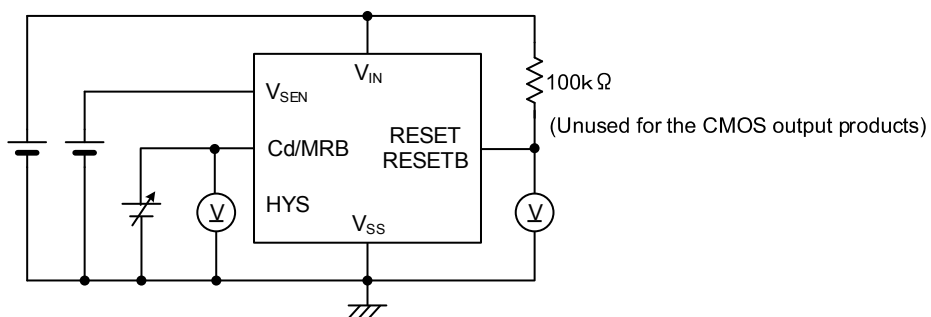 V_IN
V_SEN
100kΩ
(Unused for the CMOS output products)
RESET
Cd/MRB
RESETB
HYS
V
V
V_SS